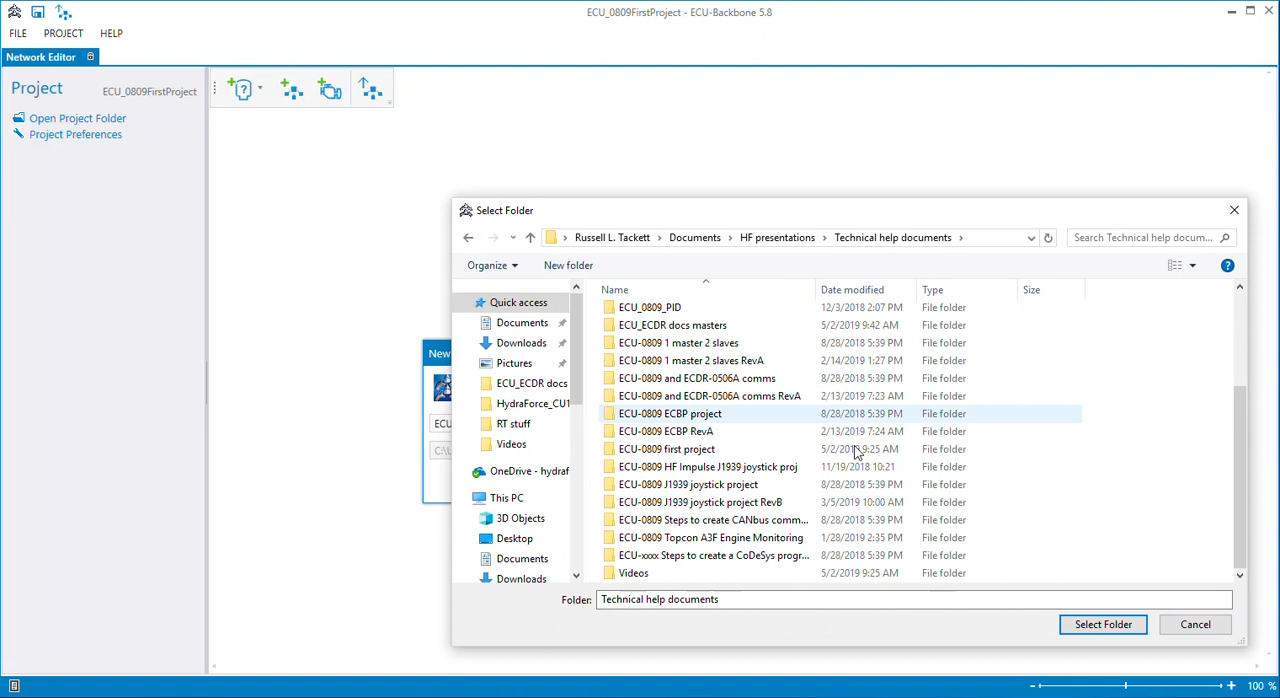 ECU_0809FirstProject - ECU-Backbone 5.8
FILE PROJECT HELP
Network Editor
Project ECU_0809FirstProject
Open Project Folder
Project Preferences
New
ECU
C:\U
Select Folder
Russell L. Tackett > Documents > HF presentations > Technical help documents >
Search Technical help docum...
Organize New folder
?
Quick access
Documents
Downloads
Pictures
ECU_ECDR docs
HydraForce_CU1
RT stuff
Videos
OneDrive - hydraf
This PC
3D Objects
Desktop
Documents
Downloads
Name Date modified Type Size
ECU_0809_PID 12/3/2018 2:07 PM File folder
ECU_ECDR docs masters 5/2/2019 9:42 AM File folder
ECU-0809 1 master 2 slaves 8/28/2018 5:39 PM File folder
ECU-0809 1 master 2 slaves RevA 2/14/2019 1:27 PM File folder
ECU-0809 and ECDR-0506A comms 8/28/2018 5:39 PM File folder
ECU-0809 and ECDR-0506A comms RevA 2/13/2019 7:23 AM File folder
ECU-0809 ECBP project 8/28/2018 5:39 PM File folder
ECU-0809 ECBP RevA 2/13/2019 7:24 AM File folder
ECU-0809 first project 5/2/2019 9:25 AM File folder
ECU-0809 HF Impulse J1939 joystick proj 11/19/2018 10:21 File folder
ECU-0809 J1939 joystick project 8/28/2018 5:39 PM File folder
ECU-0809 J1939 joystick project RevB 3/5/2019 10:00 AM File folder
ECU-0809 Steps to create CANbus comm... 8/28/2018 5:39 PM File folder
ECU-0809 Topcon A3F Engine Monitoring 1/28/2019 2:35 PM File folder
ECU-xxxx Steps to create a CoDeSys progr... 8/28/2018 5:39 PM File folder
Videos 5/2/2019 9:25 AM File folder
Folder: Technical help documents
Select Folder Cancel
100 %